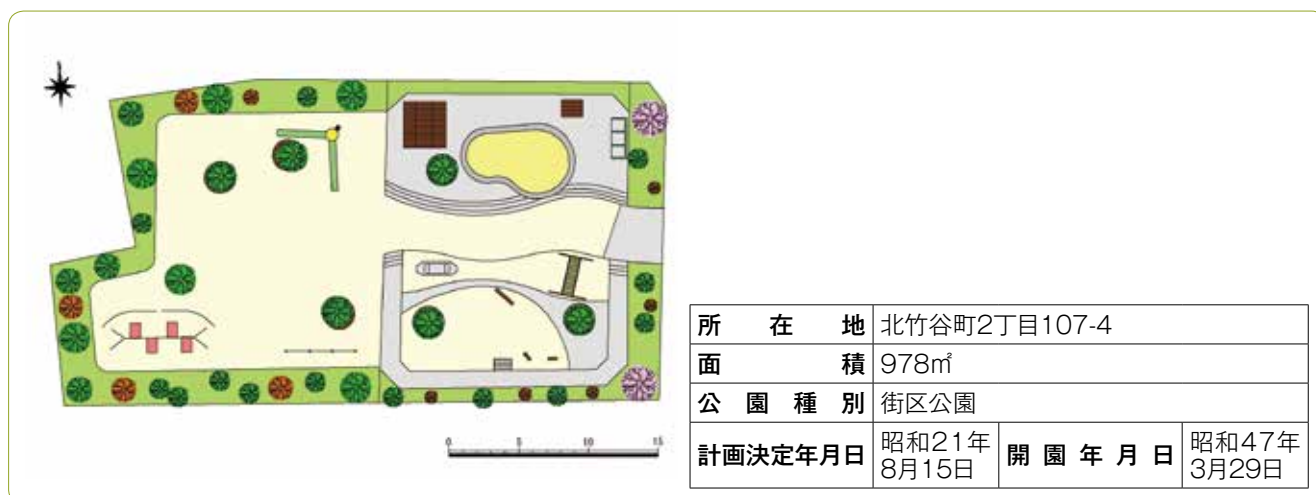 0 5 10 15
所在地 北竹谷町2丁目107-4
面積 978㎡
公園種別 街区公園
計画決定年月日 昭和21年8月15日 開園年月日 昭和47年3月29日